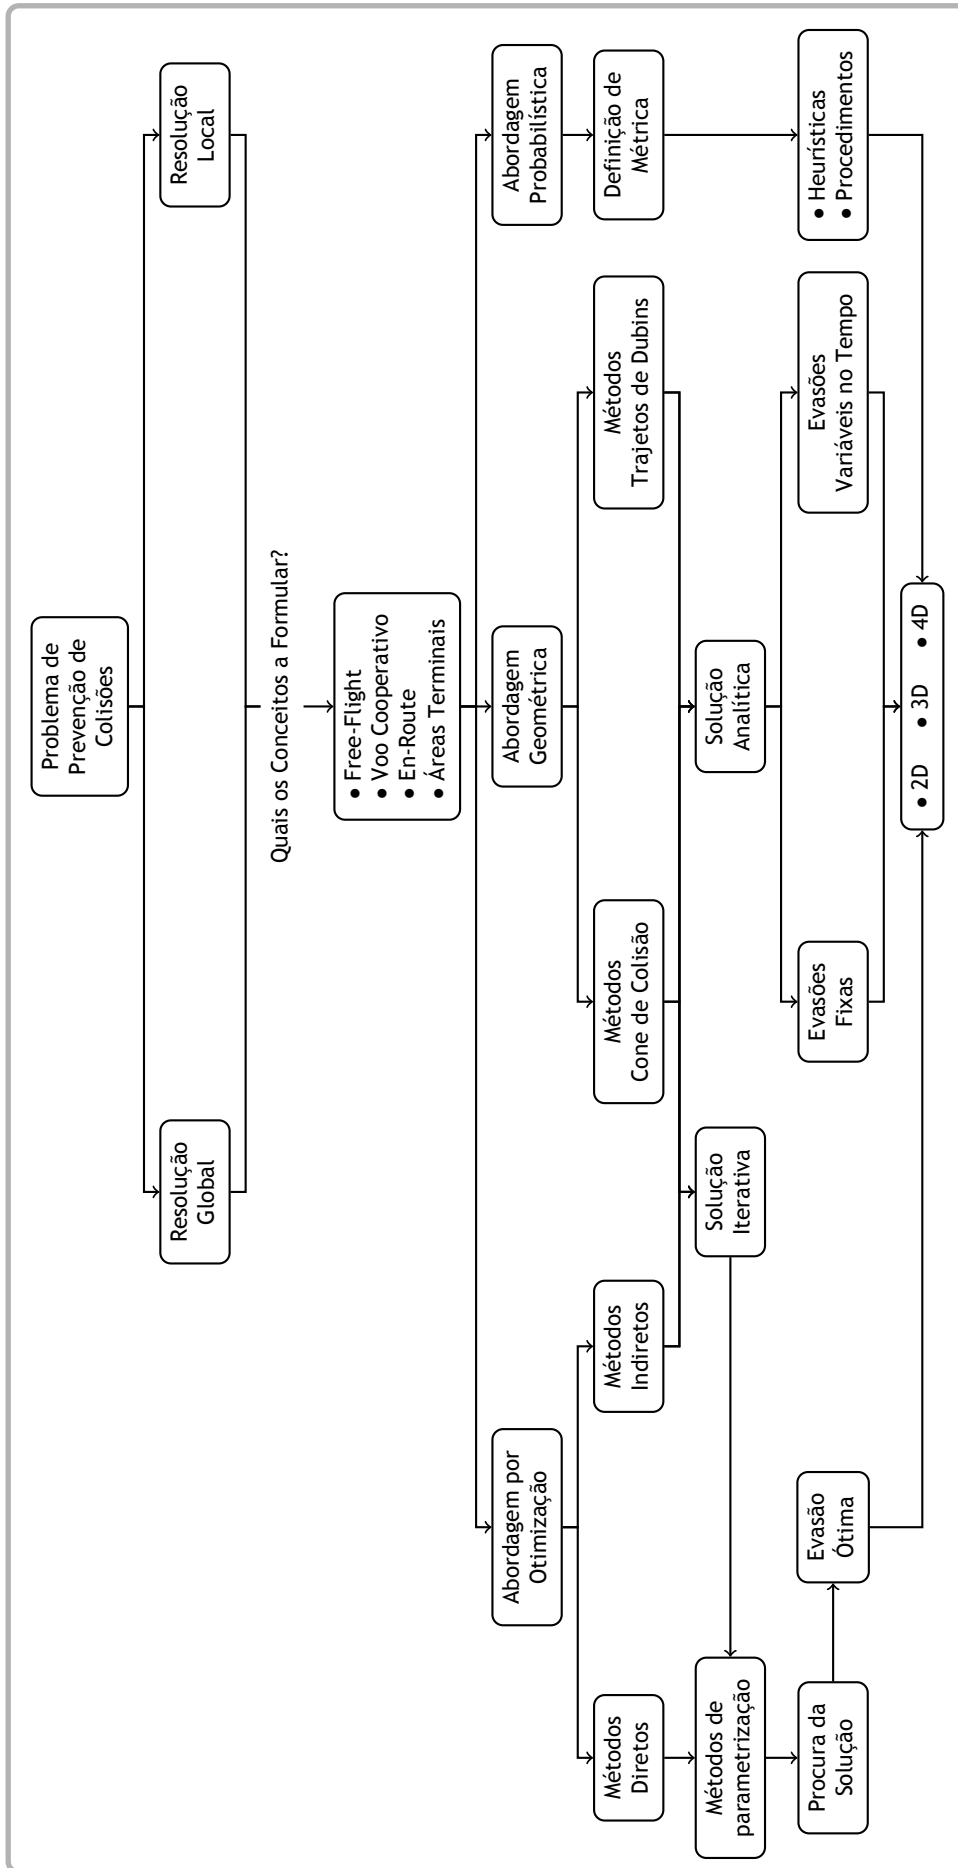 Problema de
Prevenção de
Colisões
Resolução
Global
Resolução
Local
Quais os Conceitos a Formular?
• Free-Flight
• Voo Cooperativo
• En-Route
• Áreas Terminais
Abordagem por
Otimização
Abordagem
Geométrica
Abordagem
Probabilística
Métodos
Diretos
Métodos
Indiretos
Métodos
Cone de Colisão
Métodos
Trajetos de Dubins
Definição de
Métrica
Métodos de
parametrização
Solução
Iterativa
Solução
Analítica
Procura da
Solução
Evasão
Ótima
Evasões
Fixas
Evasões
Variáveis no Tempo
• Heurísticas
• Procedimentos
• 2D • 3D • 4D